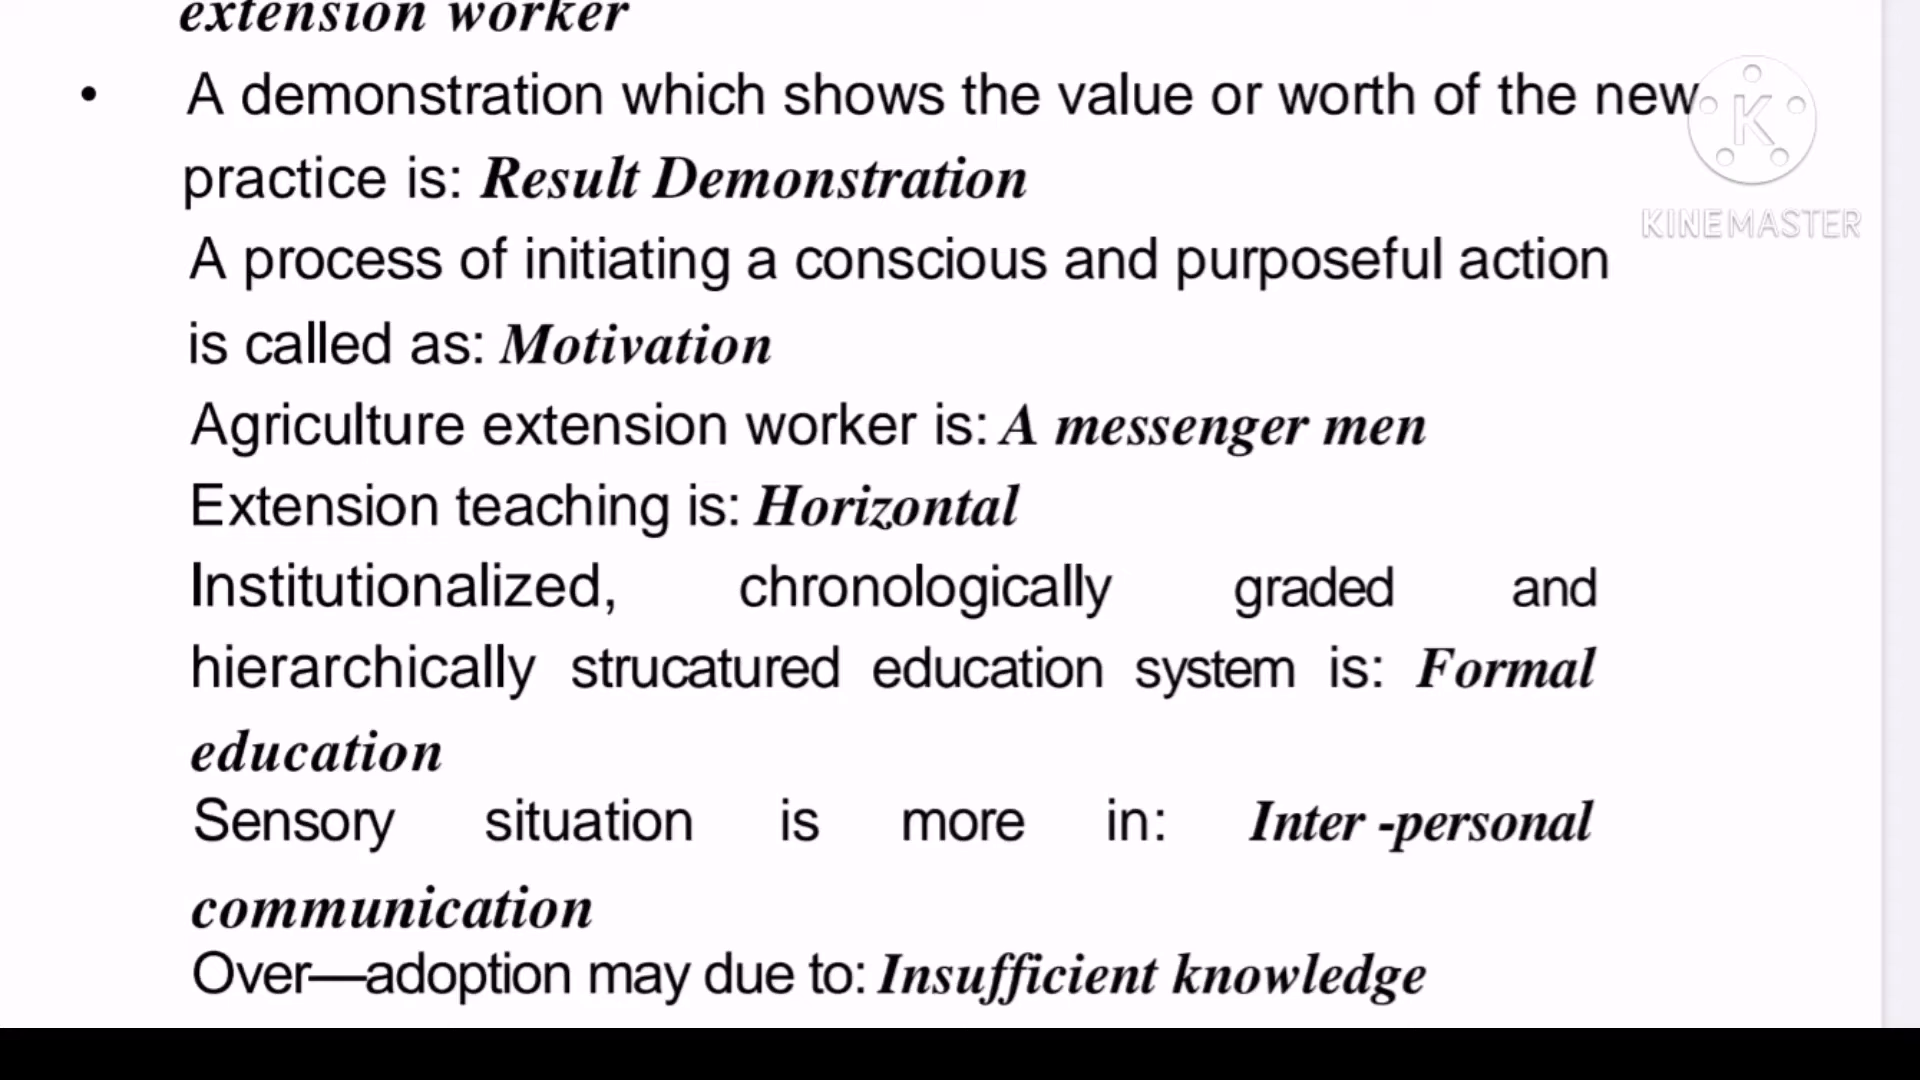 extension worker
• A demonstration which shows the value or worth of the new
practice is: Result Demonstration
A process of initiating a conscious and purposeful action
is called as: Motivation
Agriculture extension worker is: A messenger men
Extension teaching is: Horizontal
Institutionalized, chronologically graded and
hierarchically strucatured education system is: Formal
education
Sensory situation is more in: Inter -personal
communication
Over—adoption may due to: Insufficient knowledge
K
KINEMASTER